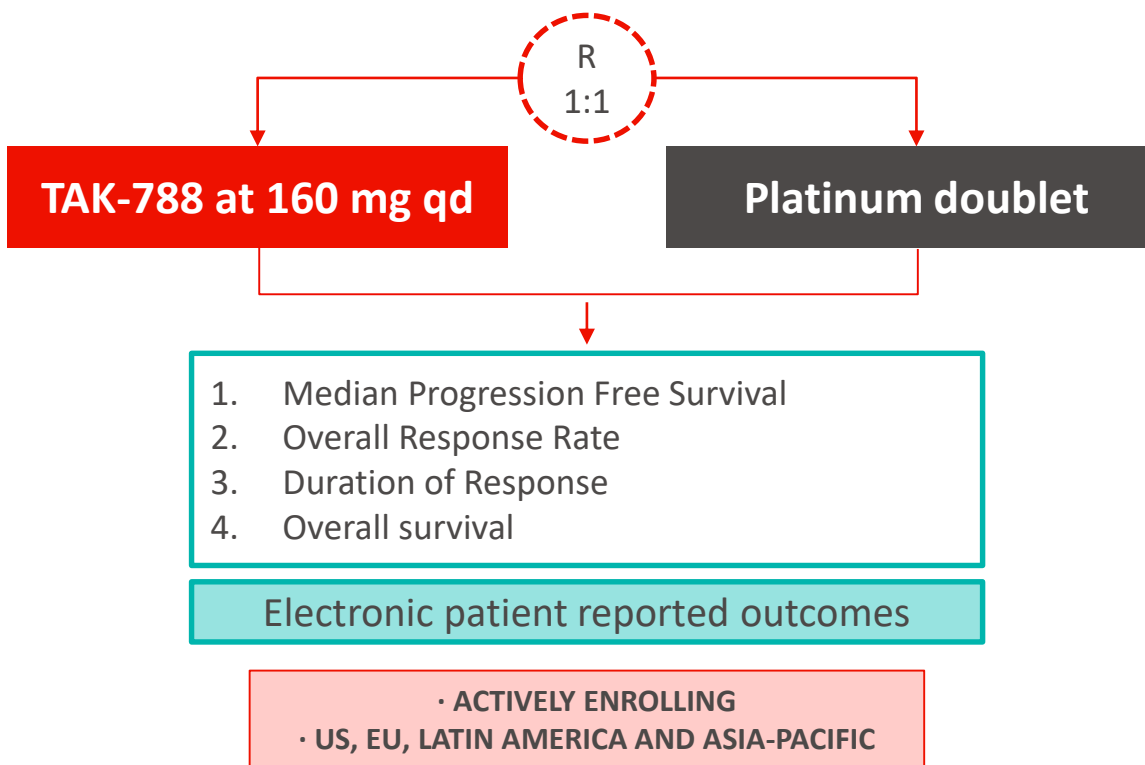 R
1:1
TAK-788 at 160 mg qd
Platinum doublet
1. Median Progression Free Survival
2. Overall Response Rate
3. Duration of Response
4. Overall survival
Electronic patient reported outcomes
· ACTIVELY ENROLLING
· US, EU, LATIN AMERICA AND ASIA-PACIFIC